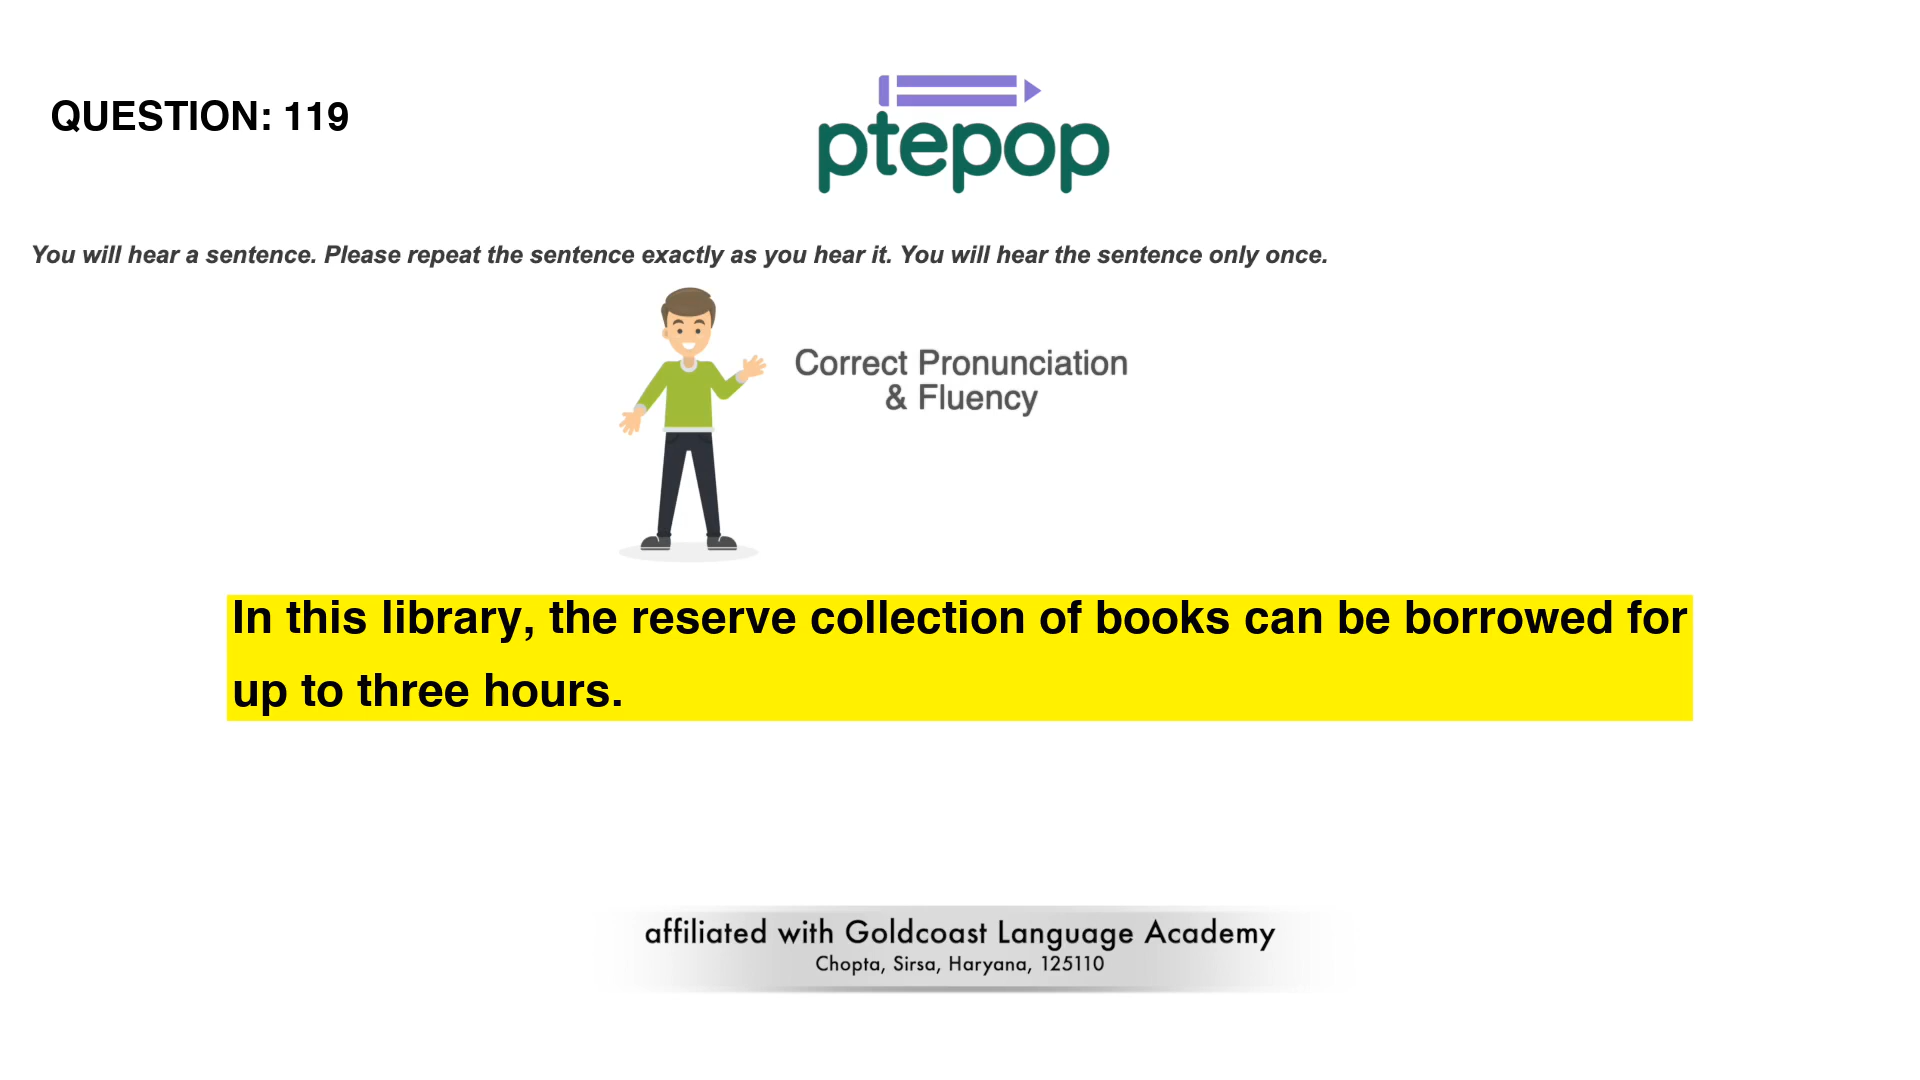 QUESTION: 119
ptepop
You will hear a sentence. Please repeat the sentence exactly as you hear it. You will hear the sentence only once.
Correct Pronunciation
& Fluency
In this library, the reserve collection of books can be borrowed for
up to three hours.
affiliated with Goldcoast Language Academy
Chopta, Sirsa, Haryana, 125110